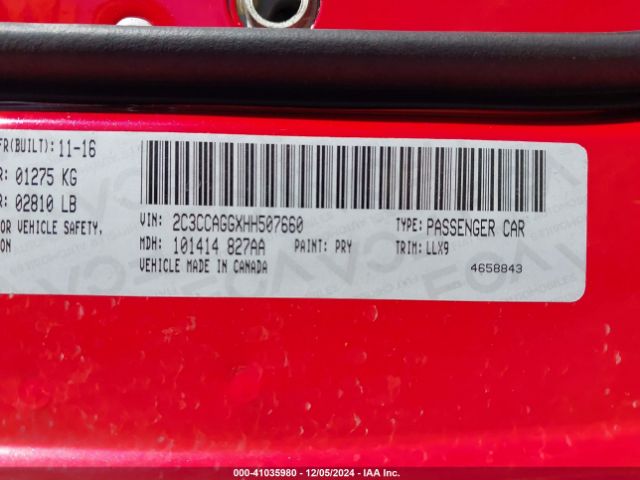 FR(BUILT): 11-16
R: 01275 KG
R: 02810 LB
OR VEHICLE SAFETY,
ION
VIN: 2C3CCAGGXHH507660 TYPE: PASSENGER CAR
MDH: 101414 827AA PAINT: PRY TRIM: LLX9
VEHICLE MADE IN CANADA 4658843
000-41035980 - 12/05/2024 - IAA Inc.